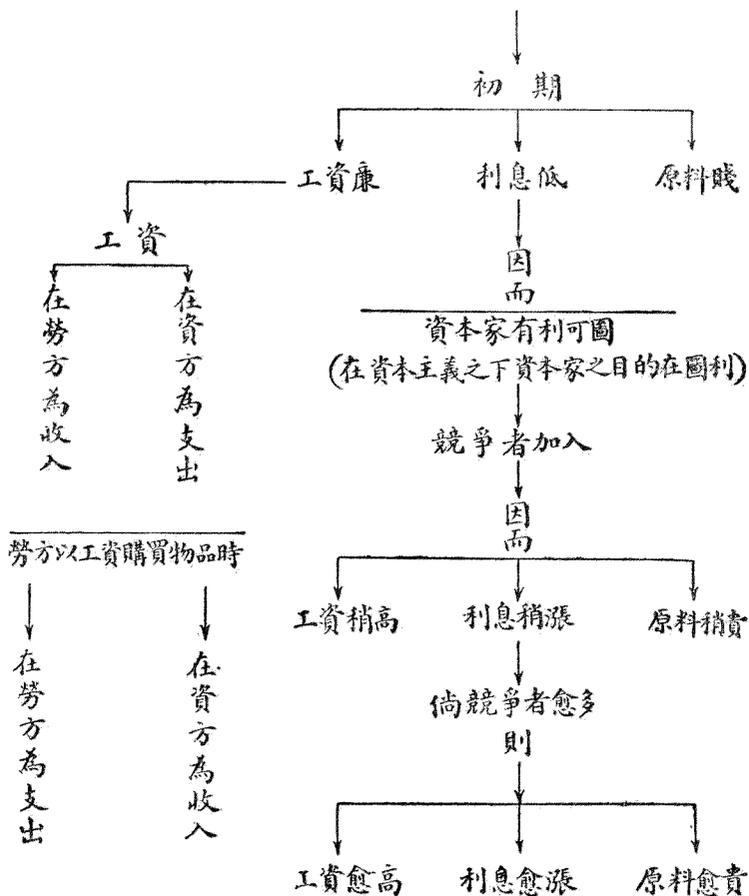 初期
工資廉
利息低
原料賤
工資
在勞方為收入
在資方為支出
因而
資本家有利可圖
(在資本主義之下資本家之目的在圖利)
競爭者加入
因而
勞方以工資購買物品時
在勞方為支出
在資方為收入
工資稍高
利息稍漲
原料稍貴
倘競爭者愈多
則
工資愈高
利息愈漲
原料愈貴